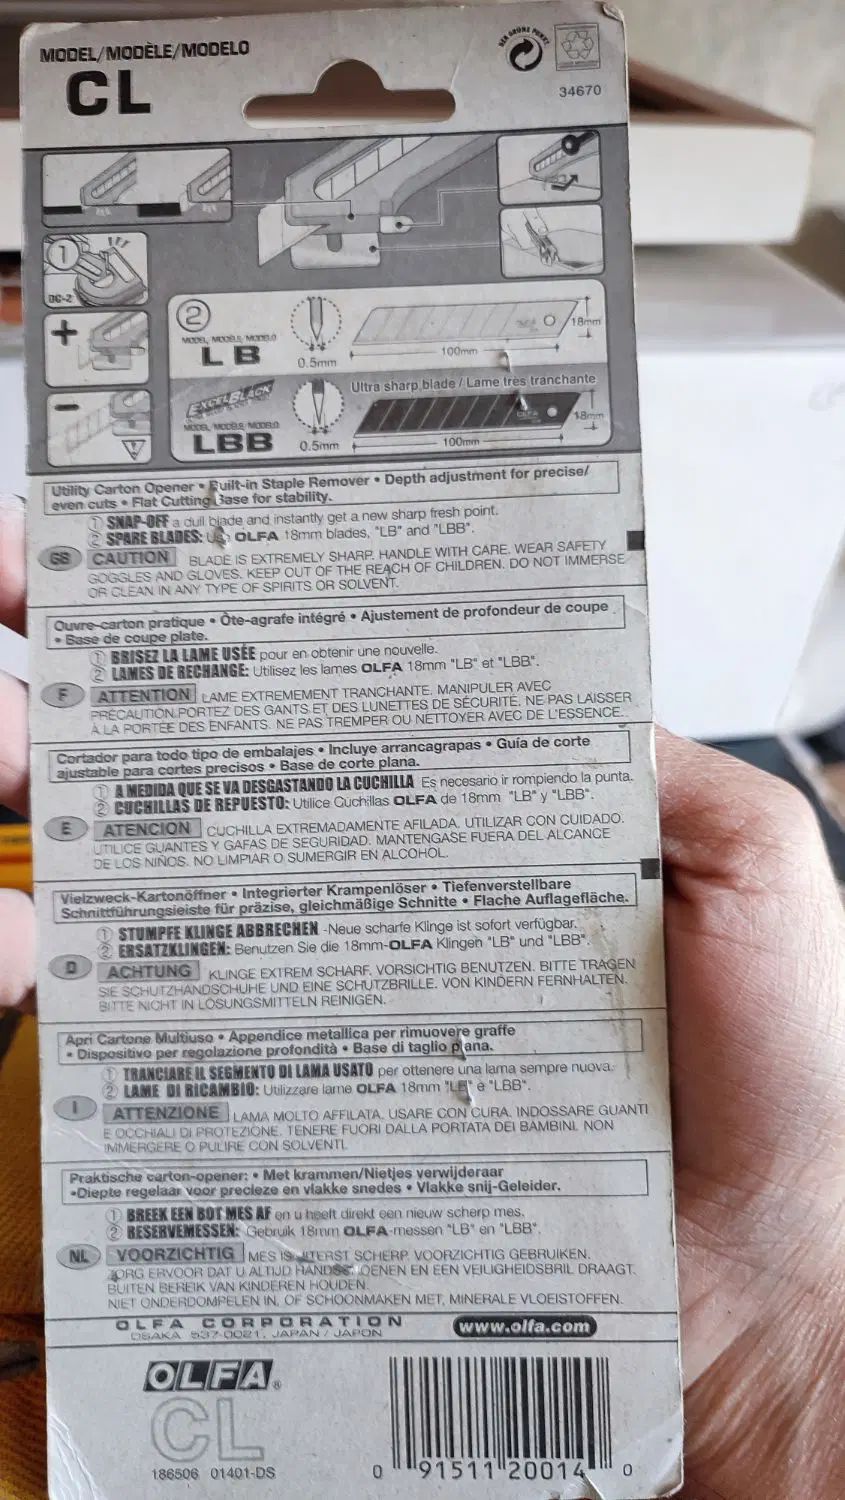 MODEL/MODÈLE/MODELO
CL
DER GRÜNE PUNKT
34670
1
DC-2
+
-
2
MODEL/MODÈLE/MODELO
LB
0.5mm
18mm
100mm
EXCEL BLACK
Ultra sharp blade / Lame très tranchante
MODEL/MODÈLE/MODELO
LBB
0.5mm
OLFA
18mm
100mm
Utility Carton Opener • Built-in Staple Remover • Depth adjustment for precise/
even cuts • Flat Cutting Base for stability.
① SNAP-OFF a dull blade and instantly get a new sharp fresh point.
② SPARE BLADES: Use OLFA 18mm blades, "LB" and "LBB".
GB CAUTION BLADE IS EXTREMELY SHARP. HANDLE WITH CARE. WEAR SAFETY
GOGGLES AND GLOVES. KEEP OUT OF THE REACH OF CHILDREN. DO NOT IMMERSE
OR CLEAN IN ANY TYPE OF SPIRITS OR SOLVENT.
Ouvre-carton pratique • Ôte-agrafe intégré • Ajustement de profondeur de coupe
• Base de coupe plate.
① BRISEZ LA LAME USÉE pour en obtenir une nouvelle.
② LAMES DE RECHANGE: Utilisez les lames OLFA 18mm "LB" et "LBB".
F ATTENTION LAME EXTREMEMENT TRANCHANTE. MANIPULER AVEC
PRÉCAUTION.PORTEZ DES GANTS ET DES LUNETTES DE SÉCURITÉ. NE PAS LAISSER
À LA PORTÉE DES ENFANTS. NE PAS TREMPER OU NETTOYER AVEC DE L'ESSENCE.
Cortador para todo tipo de embalajes • Incluye arrancagrapas • Guía de corte
ajustable para cortes precisos • Base de corte plana.
① A MEDIDA QUE SE VA DESGASTANDO LA CUCHILLA Es necesario ir rompiendo la punta.
② CUCHILLAS DE REPUESTO: Utilice Cuchillas OLFA de 18mm "LB" y "LBB".
E ATENCION CUCHILLA EXTREMADAMENTE AFILADA. UTILIZAR CON CUIDADO.
UTILICE GUANTES Y GAFAS DE SEGURIDAD. MANTENGASE FUERA DEL ALCANCE
DE LOS NIÑOS. NO LIMPIAR O SUMERGIR EN ALCOHOL.
Vielzweck-Kartonöffner • Integrierter Krampenlöser • Tiefenverstellbare
Schnittführungsleiste für präzise, gleichmäßige Schnitte • Flache Auflagefläche.
① STUMPFE KLINGE ABBRECHEN -Neue scharfe Klinge ist sofort verfügbar.
② ERSATZKLINGEN: Benutzen Sie die 18mm-OLFA Klingen "LB" und "LBB".
D ACHTUNG KLINGE EXTREM SCHARF. VORSICHTIG BENUTZEN. BITTE TRAGEN
SIE SCHUTZHANDSCHUHE UND EINE SCHUTZBRILLE. VON KINDERN FERNHALTEN.
BITTE NICHT IN LÖSUNGSMITTELN REINIGEN.
Apri Cartone Multiuso • Appendice metallica per rimuovere graffe
• Dispositivo per regolazione profondità • Base di taglio piana.
① TRANCIARE IL SEGMENTO DI LAMA USATO per ottenere una lama sempre nuova.
② LAME DI RICAMBIO: Utilizzare lame OLFA 18mm "LB" e "LBB".
I ATTENZIONE LAMA MOLTO AFFILATA. USARE CON CURA. INDOSSARE GUANTI
E OCCHIALI DI PROTEZIONE. TENERE FUORI DALLA PORTATA DEI BAMBINI. NON
IMMERGERE O PULIRE CON SOLVENTI.
Praktische carton-opener: • Met krammen/Nietjes verwijderaar
•Diepte regelaar voor precieze en vlakke snedes • Vlakke snij-Geleider.
① BREEK EEN BOT MES AF en u heeft direkt een nieuw scherp mes.
② RESERVEMESSEN: Gebruik 18mm OLFA-messen "LB" en "LBB".
NL VOORZICHTIG MES IS UITERST SCHERP. VOORZICHTIG GEBRUIKEN.
ZORG ERVOOR DAT U ALTIJD HANDSCHOENEN EN EEN VEILIGHEIDSBRIL DRAAGT.
BUITEN BEREIK VAN KINDEREN HOUDEN.
NIET ONDERDOMPELEN IN, OF SCHOONMAKEN MET, MINERALE VLOEISTOFFEN.
OLFA CORPORATION
OSAKA 537-0021, JAPAN / JAPON
www.olfa.com
OLFA®
CL
186506 01401-DS
0 91511 20014 0